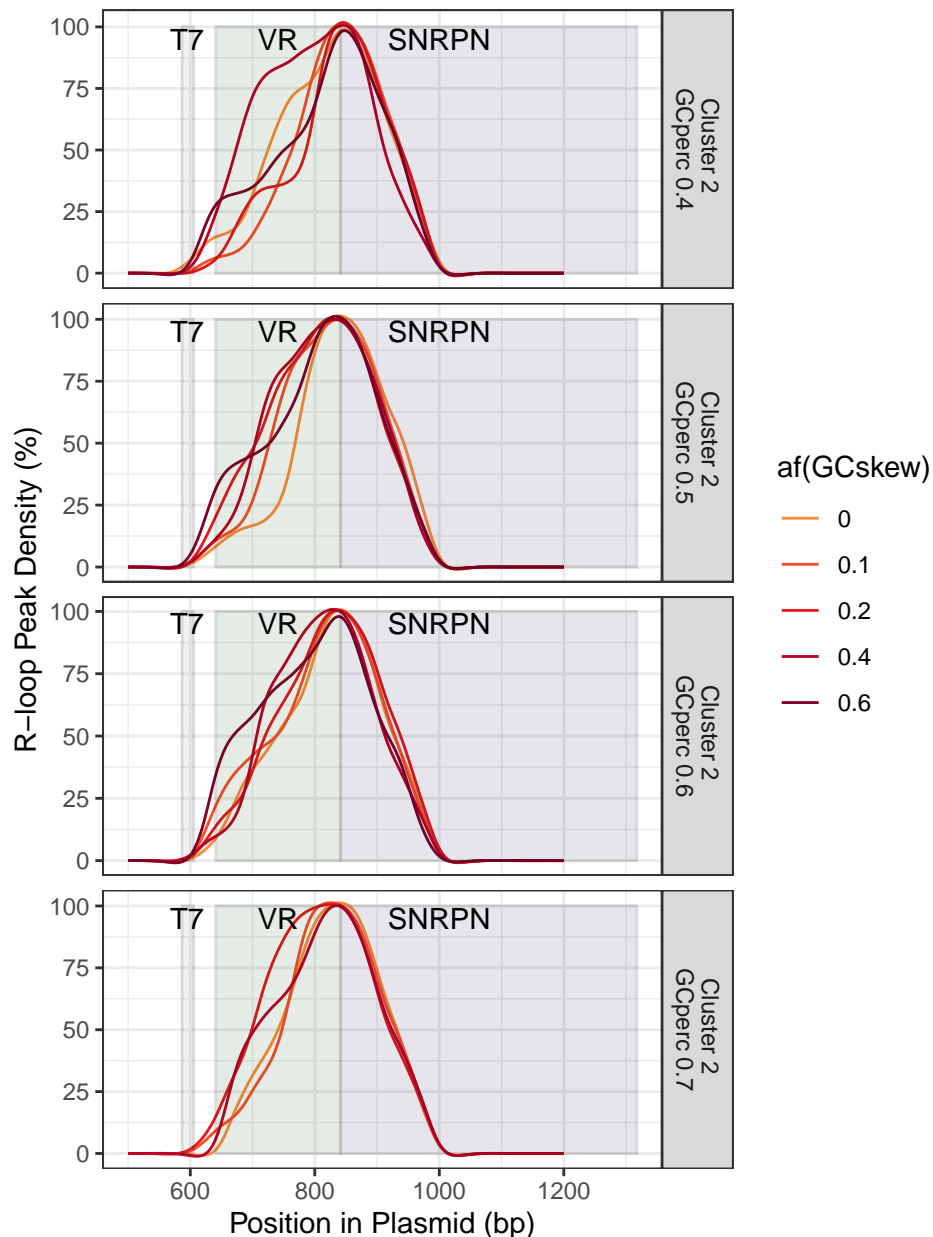 T7 VR SNRPN
100
75
50
25
0
Cluster 2
GCperc 0.4
T7 VR SNRPN
100
75
50
25
0
Cluster 2
GCperc 0.5
T7 VR SNRPN
100
75
50
25
0
Cluster 2
GCperc 0.6
T7 VR SNRPN
100
75
50
25
0
Cluster 2
GCperc 0.7
600 800 1000 1200
Position in Plasmid (bp)
R−loop Peak Density (%)
af(GCskew)
0
0.1
0.2
0.4
0.6